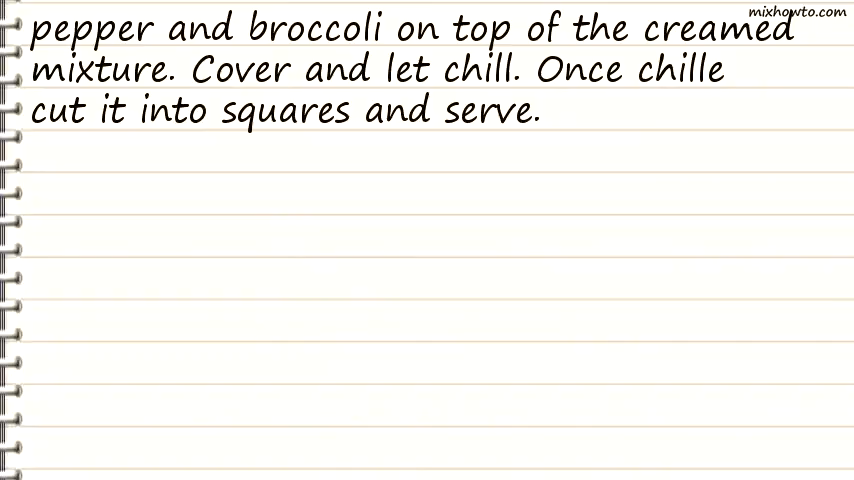 mixhowto.com
pepper and broccoli on top of the creamed
mixture. Cover and let chill. Once chille
cut it into squares and serve.